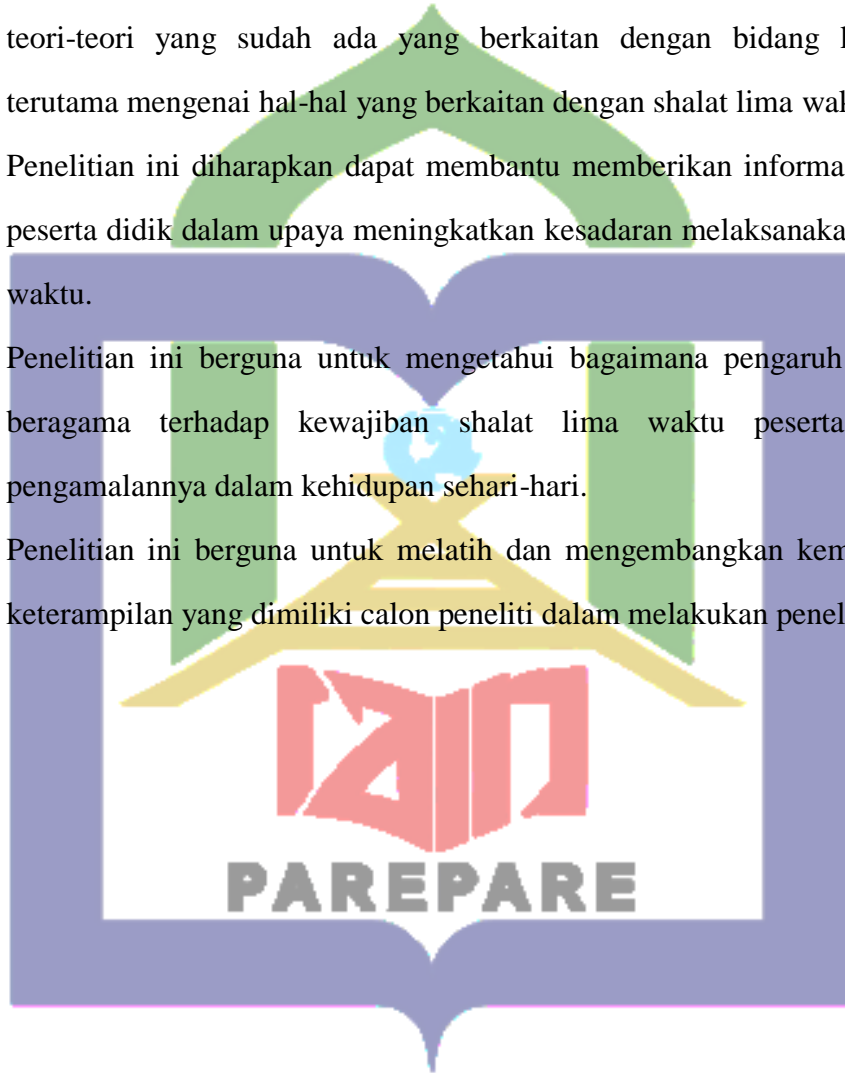 teori-teori yang sudah ada yang berkaitan dengan bidang
terutama mengenai hal-hal yang berkaitan dengan shalat lima
Penelitian ini diharapkan dapat membantu memberikan
peserta didik dalam upaya meningkatkan kesadaran
waktu.
Penelitian ini berguna untuk mengetahui bagaimana pengaruh
beragama terhadap kewajiban shalat lima waktu peserta
pengamalannya dalam kehidupan sehari-hari.
Penelitian ini berguna untuk melatih dan mengembangkan
keterampilan yang dimiliki calon peneliti dalam melakukan
iain
PAREPARE